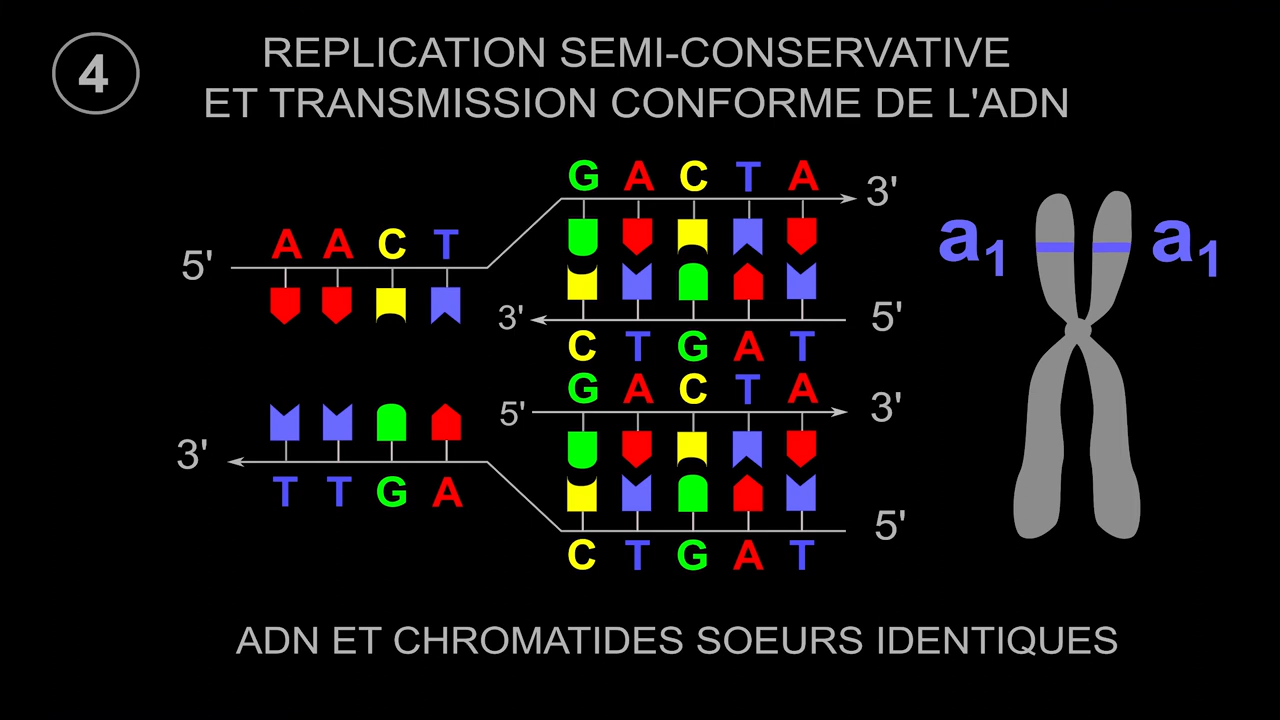 4
REPLICATION SEMI-CONSERVATIVE
ET TRANSMISSION CONFORME DE L'ADN
G A C T A
3'
5'
A A C T
3'
5'
C T G A T
5'
G A C T A
3'
3'
T T G A
5'
C T G A T
a1
a1
ADN ET CHROMATIDES SOEURS IDENTIQUES